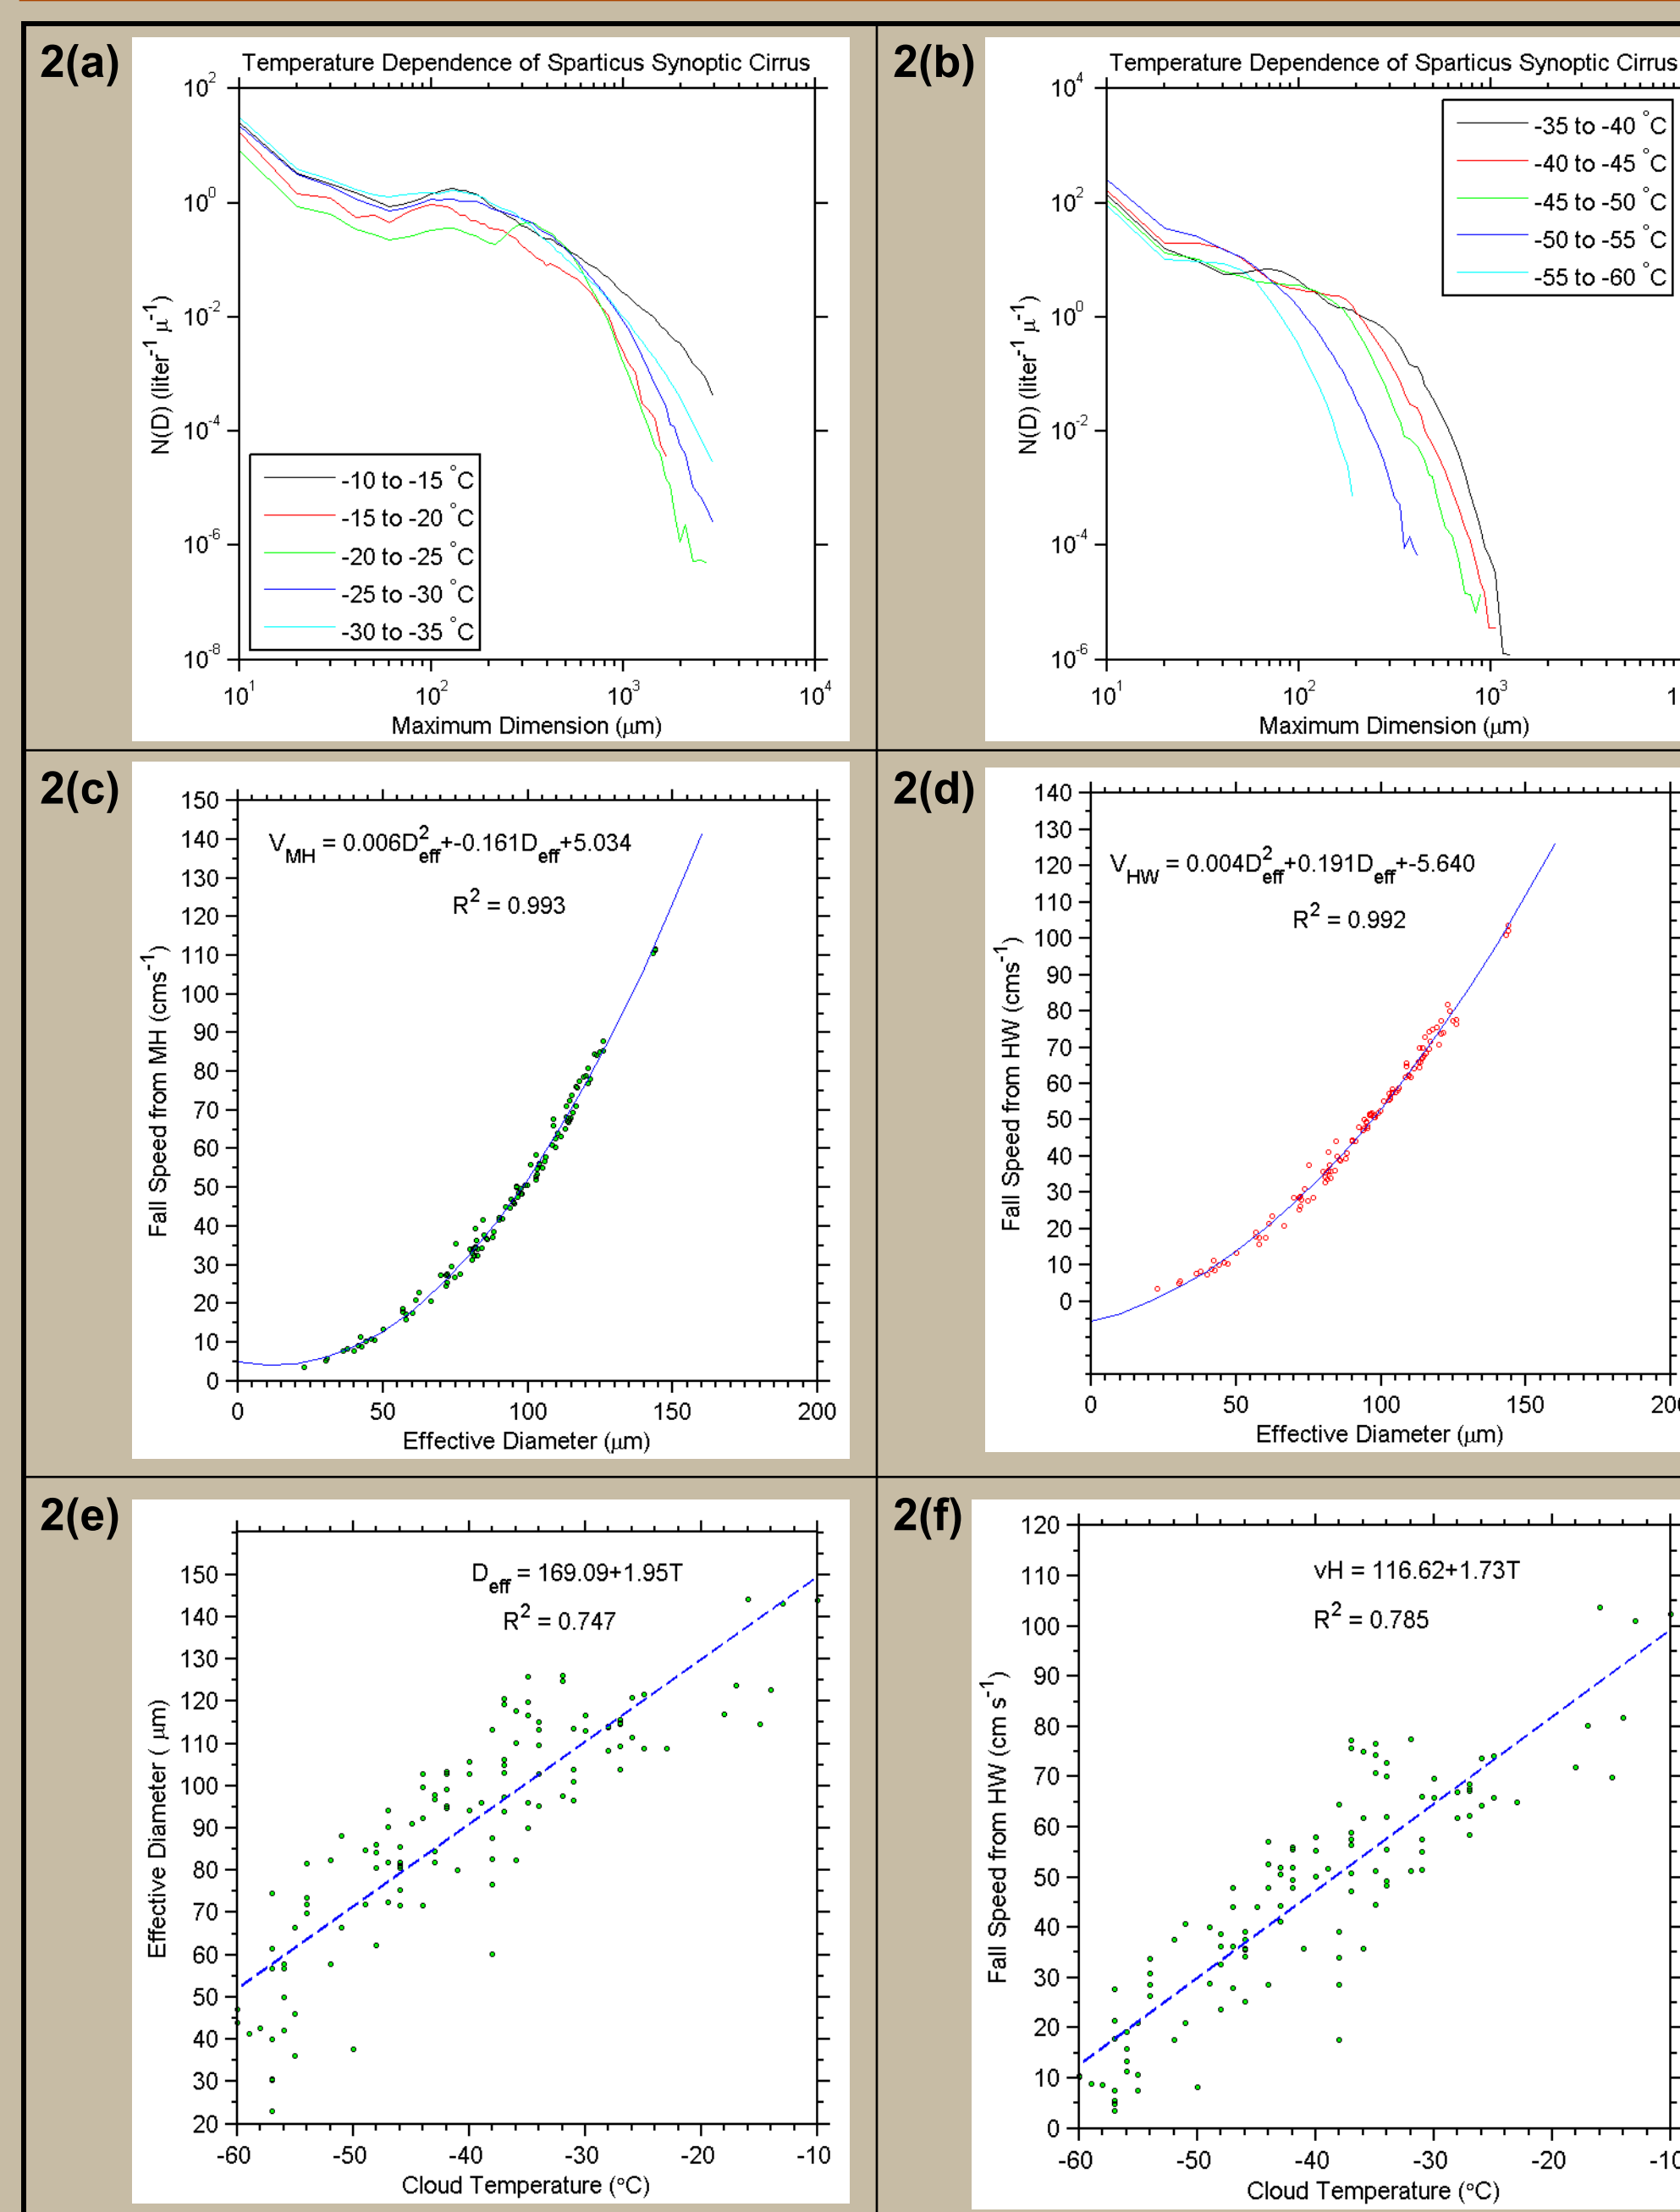 2(a)
Temperature Dependence of Sparticus Synoptic Cirrus
10^2
10^0
10^-2
10^-4
10^-6
10^-8
N(D) (liter^-1 μ^-1)
-10 to -15 °C
-15 to -20 °C
-20 to -25 °C
-25 to -30 °C
-30 to -35 °C
10^1 10^2 10^3 10^4
Maximum Dimension (μm)
2(b)
Temperature Dependence of Sparticus Synoptic Cirrus
10^4
10^2
10^0
10^-2
10^-4
10^-6
N(D) (liter^-1 μ^-1)
-35 to -40 °C
-40 to -45 °C
-45 to -50 °C
-50 to -55 °C
-55 to -60 °C
10^1 10^2 10^3 1
Maximum Dimension (μm)
2(c)
150
140
130
120
110
100
90
80
70
60
50
40
30
20
10
0
Fall Speed from MH (cms^-1)
V_MH = 0.006D^2_eff+-0.161D_eff+5.034
R^2 = 0.993
0 50 100 150 200
Effective Diameter (μm)
2(d)
140
130
120
110
100
90
80
70
60
50
40
30
20
10
0
Fall Speed from HW (cms^-1)
V_HW = 0.004D^2_eff+0.191D_eff+-5.640
R^2 = 0.992
0 50 100 150 200
Effective Diameter (μm)
2(e)
150
140
130
120
110
100
90
80
70
60
50
40
30
20
Effective Diameter ( μm)
D_eff = 169.09+1.95T
R^2 = 0.747
-60 -50 -40 -30 -20 -10
Cloud Temperature (°C)
2(f)
120
110
100
90
80
70
60
50
40
30
20
10
0
Fall Speed from HW (cm s^-1)
vH = 116.62+1.73T
R^2 = 0.785
-60 -50 -40 -30 -20 -10
Cloud Temperature (°C)